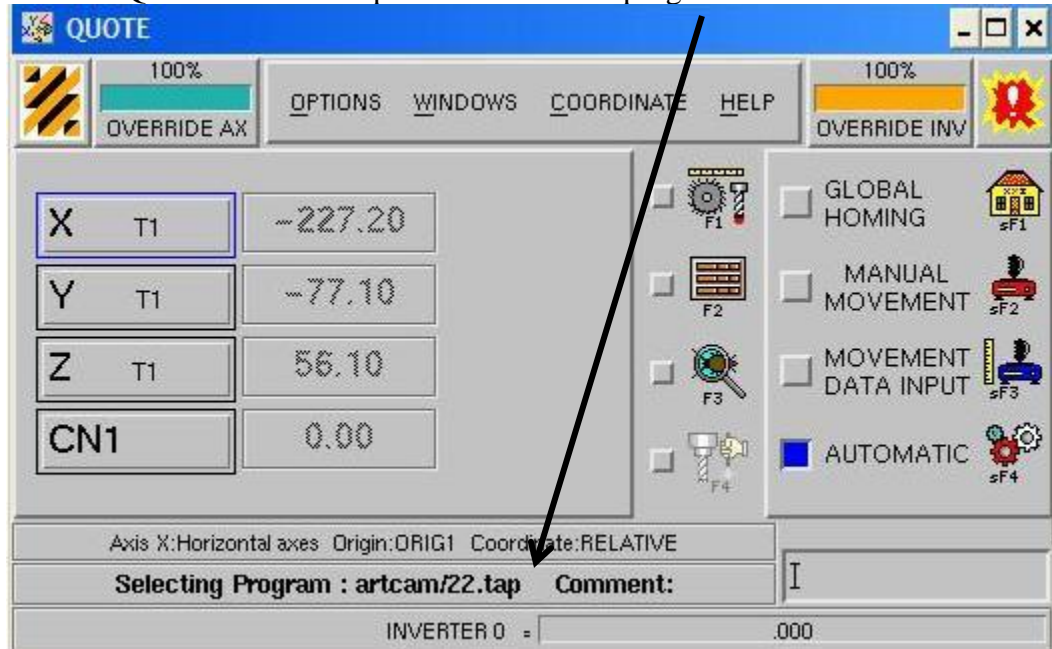 QUOTE
100%
OVERRIDE AX
OPTIONS WINDOWS COORDINATE HELP
100%
OVERRIDE INV
X T1 -227.20
Y T1 -77.10
Z T1 56.10
CN1 0.00
F1
F2
F3
F4
GLOBAL
HOMING
sF1
MANUAL
MOVEMENT
sF2
MOVEMENT
DATA INPUT
sF3
AUTOMATIC
sF4
Axis X:Horizontal axes Origin:ORIG1 Coordinate:RELATIVE
Selecting Program : artcam/22.tap Comment:
INVERTER 0 = .000